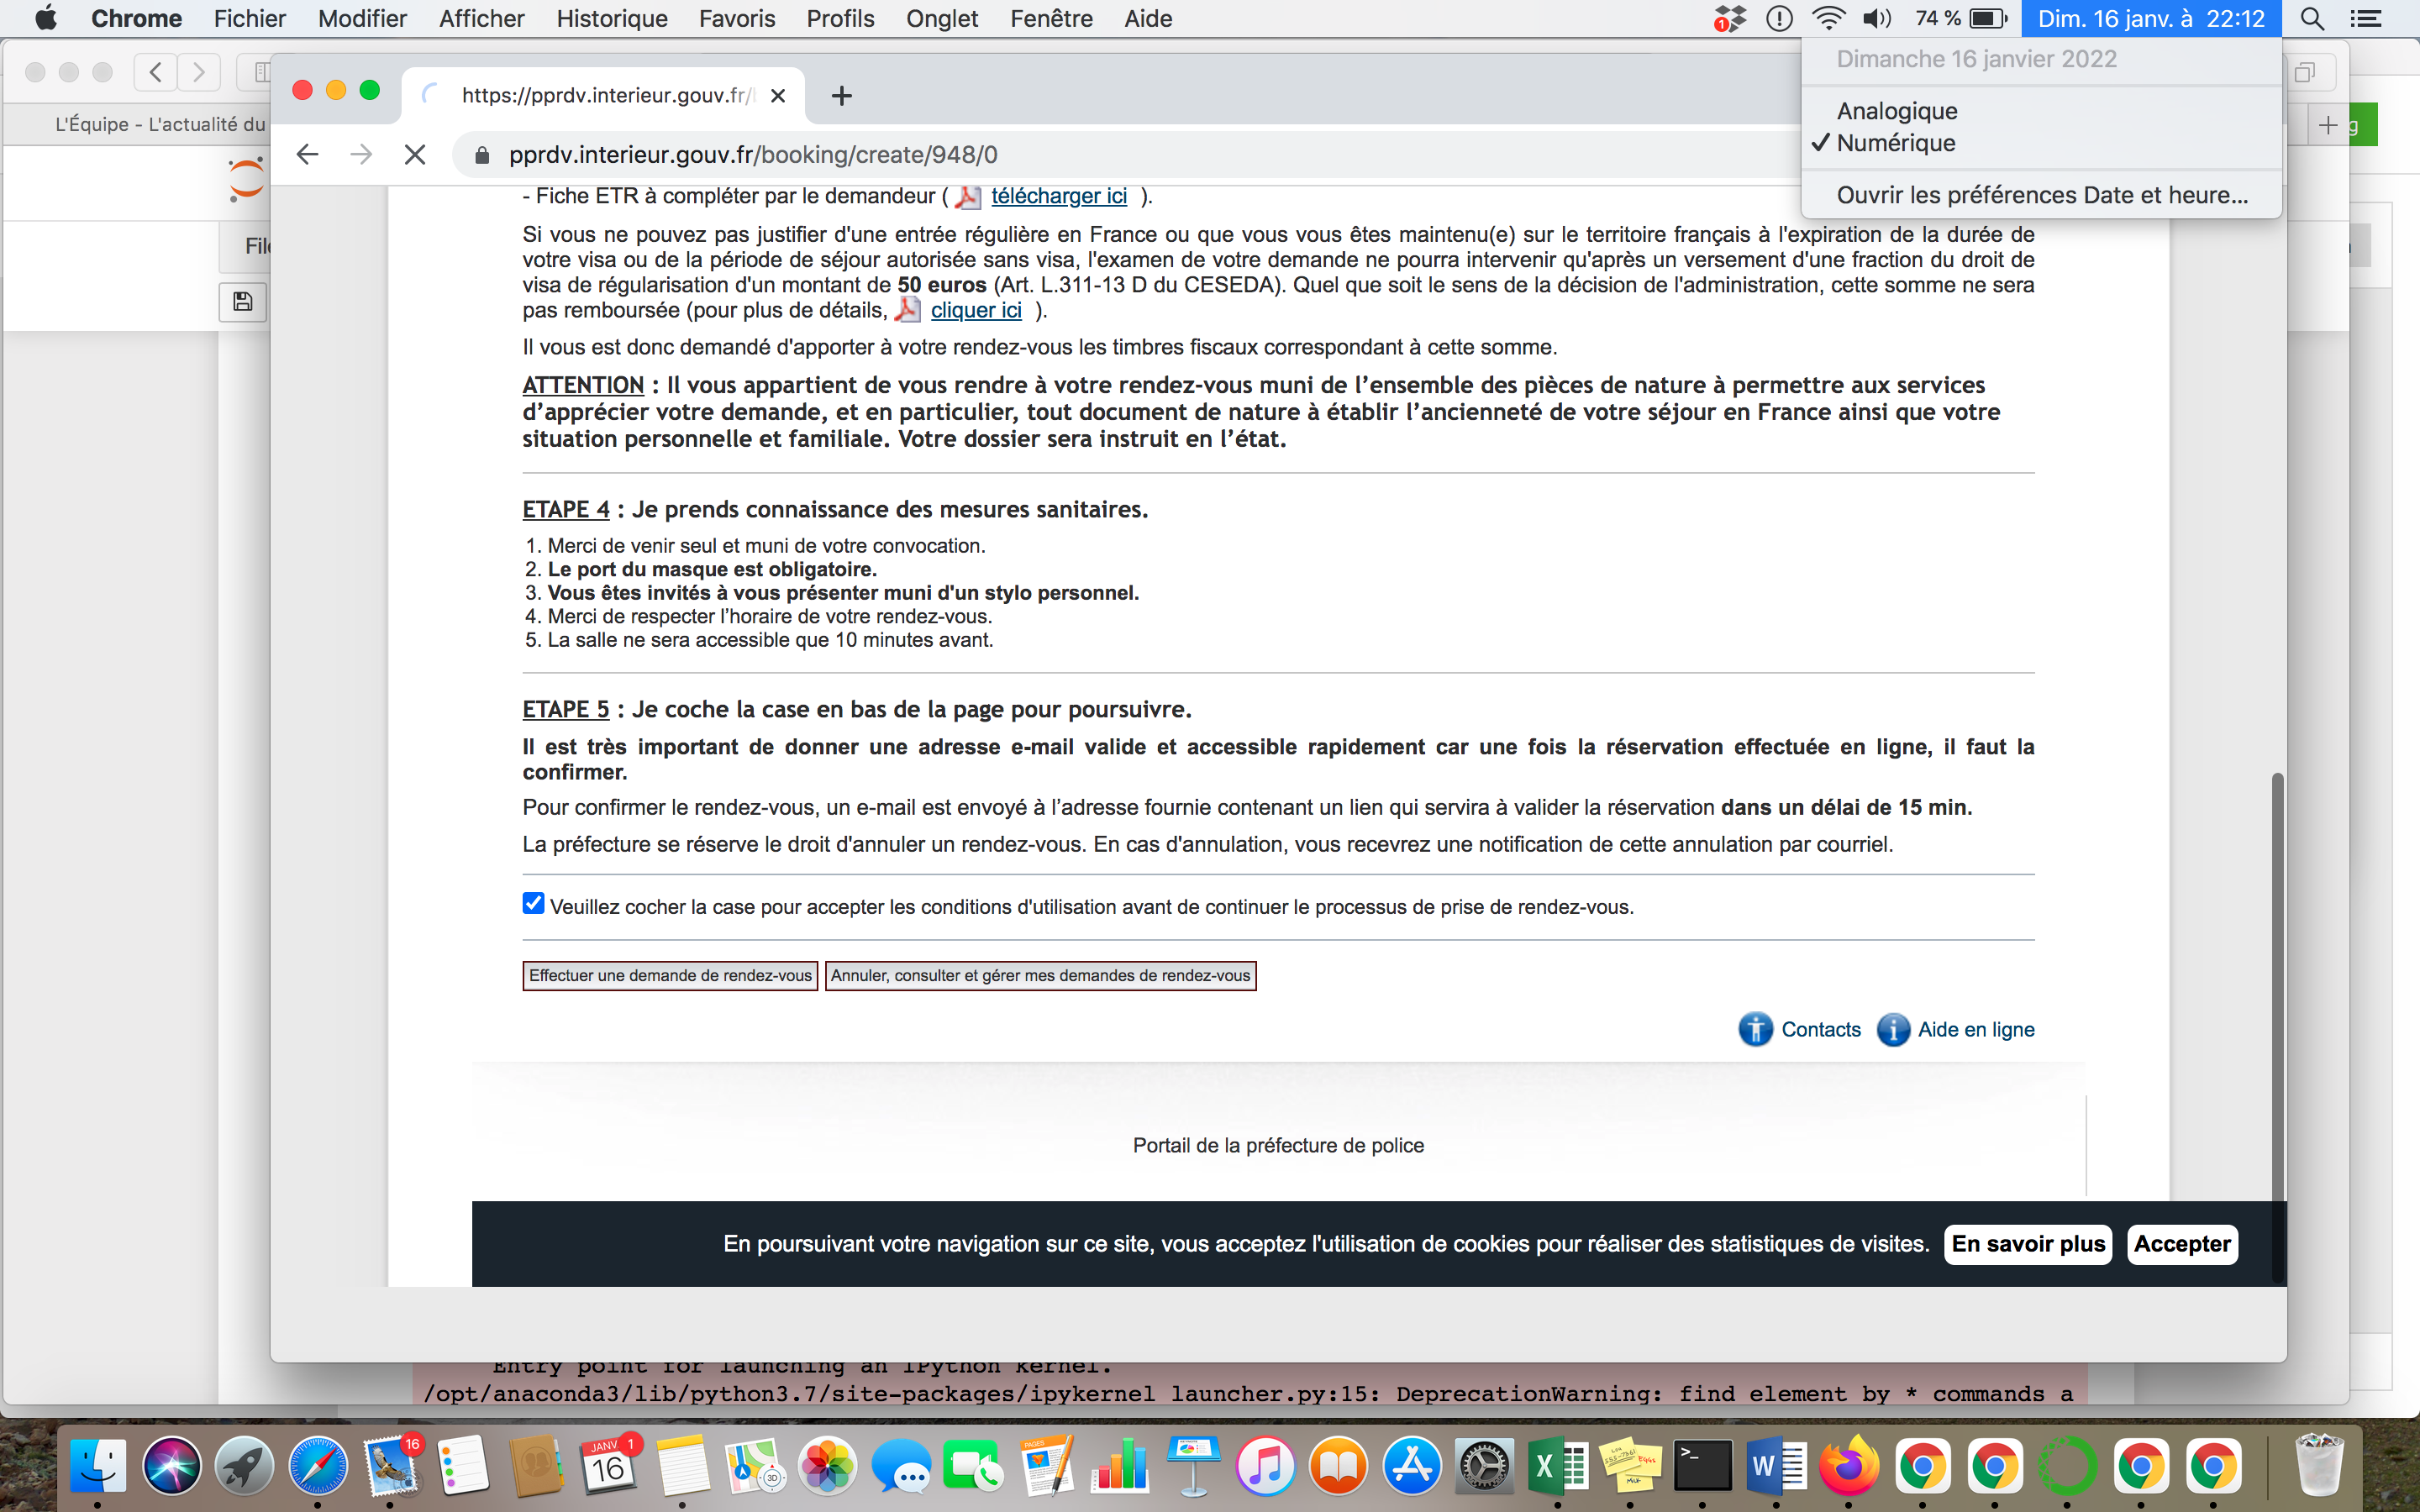 Chrome Fichier Modifier Afficher Historique Favoris Profils Onglet Fenêtre Aide 1 74 % Dim. 16 janv. à 22:12
Dimanche 16 janvier 2022
Analogique
✓ Numérique
Ouvrir les préférences Date et heure...
L'Équipe - L'actualité du
https://pprdv.interieur.gouv.fr/
g
pprdv.interieur.gouv.fr/booking/create/948/0
File
- Fiche ETR à compléter par le demandeur ( télécharger ici ).
Si vous ne pouvez pas justifier d'une entrée régulière en France ou que vous vous êtes maintenu(e) sur le territoire français à l'expiration de la durée de
votre visa ou de la période de séjour autorisée sans visa, l'examen de votre demande ne pourra intervenir qu'après un versement d'une fraction du droit de
visa de régularisation d'un montant de 50 euros (Art. L.311-13 D du CESEDA). Quel que soit le sens de la décision de l'administration, cette somme ne sera
pas remboursée (pour plus de détails, cliquer ici ).
Il vous est donc demandé d'apporter à votre rendez-vous les timbres fiscaux correspondant à cette somme.
ATTENTION : Il vous appartient de vous rendre à votre rendez-vous muni de l’ensemble des pièces de nature à permettre aux services
d’apprécier votre demande, et en particulier, tout document de nature à établir l’ancienneté de votre séjour en France ainsi que votre
situation personnelle et familiale. Votre dossier sera instruit en l’état.
ETAPE 4 : Je prends connaissance des mesures sanitaires.
1. Merci de venir seul et muni de votre convocation.
2. Le port du masque est obligatoire.
3. Vous êtes invités à vous présenter muni d'un stylo personnel.
4. Merci de respecter l’horaire de votre rendez-vous.
5. La salle ne sera accessible que 10 minutes avant.
ETAPE 5 : Je coche la case en bas de la page pour poursuivre.
Il est très important de donner une adresse e-mail valide et accessible rapidement car une fois la réservation effectuée en ligne, il faut la
confirmer.
Pour confirmer le rendez-vous, un e-mail est envoyé à l’adresse fournie contenant un lien qui servira à valider la réservation dans un délai de 15 min.
La préfecture se réserve le droit d'annuler un rendez-vous. En cas d'annulation, vous recevrez une notification de cette annulation par courriel.
Veuillez cocher la case pour accepter les conditions d'utilisation avant de continuer le processus de prise de rendez-vous.
Effectuer une demande de rendez-vous Annuler, consulter et gérer mes demandes de rendez-vous
Contacts Aide en ligne
Portail de la préfecture de police
En poursuivant votre navigation sur ce site, vous acceptez l'utilisation de cookies pour réaliser des statistiques de visites. En savoir plus Accepter
Entry point for launching an IPython kernel.
/opt/anaconda3/lib/python3.7/site-packages/ipykernel_launcher.py:15: DeprecationWarning: find_element_by_* commands a
16 JANV. 1 16 3D PAGES